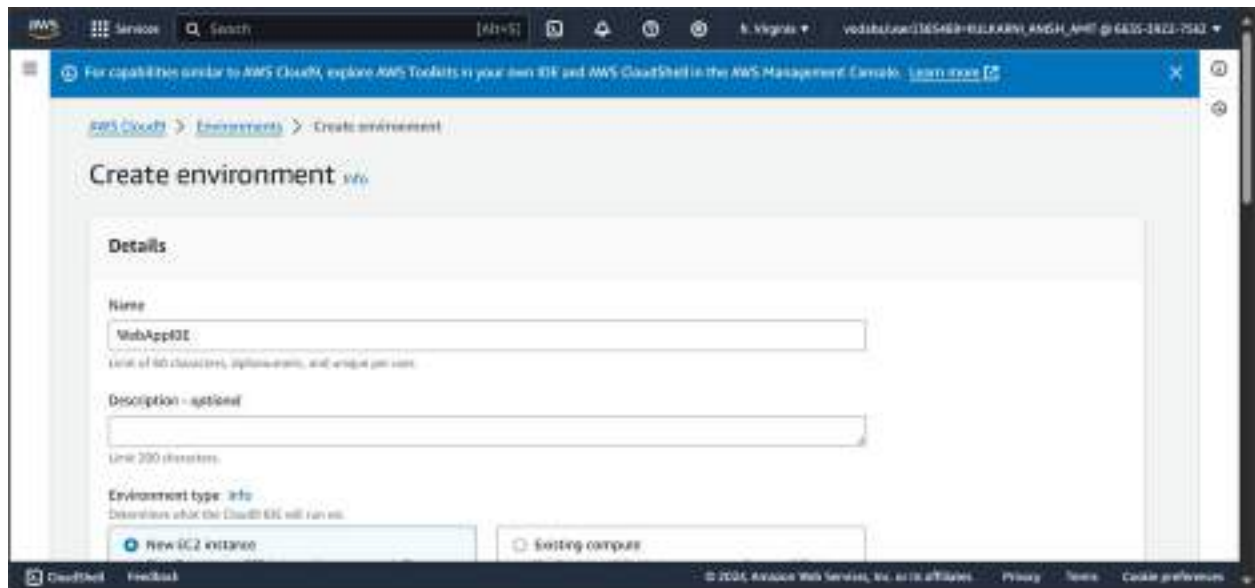 aws Services Search [Alt+S] N. Virginia ▾
For capabilities similar to AWS Cloud9, explore AWS Toolkits in your own IDE and AWS CloudShell in the AWS Management Console. Learn more
AWS Cloud9 > Environments > Create environment
Create environment Info
Details
Name
WebAppIDE
Limit of 60 characters, alphanumeric, and unique per user.
Description - optional
Limit 200 characters.
Environment type Info
Determines what the Cloud9 IDE will run on.
New EC2 instance Existing compute
CloudShell Feedback © 2024, Amazon Web Services, Inc. or its affiliates. Privacy Terms Cookie preferences